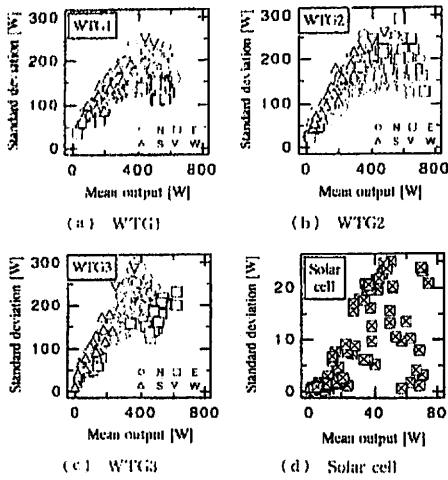 WTG1
Standard deviation [W]
300
200
100
0
0 400 800
N E
S V W
Mean output [W]
(a) WTG1
WTG2
Standard deviation [W]
300
200
100
0
0 400 800
O N E
S V W
Mean output [W]
(b) WTG2
WTG3
Standard deviation [W]
300
200
100
0
0 400 800
O N E
S V W
Mean output [W]
(c) WTG3
Solar cell
Standard deviation [W]
20
10
0
0 40 80
Mean output [W]
(d) Solar cell